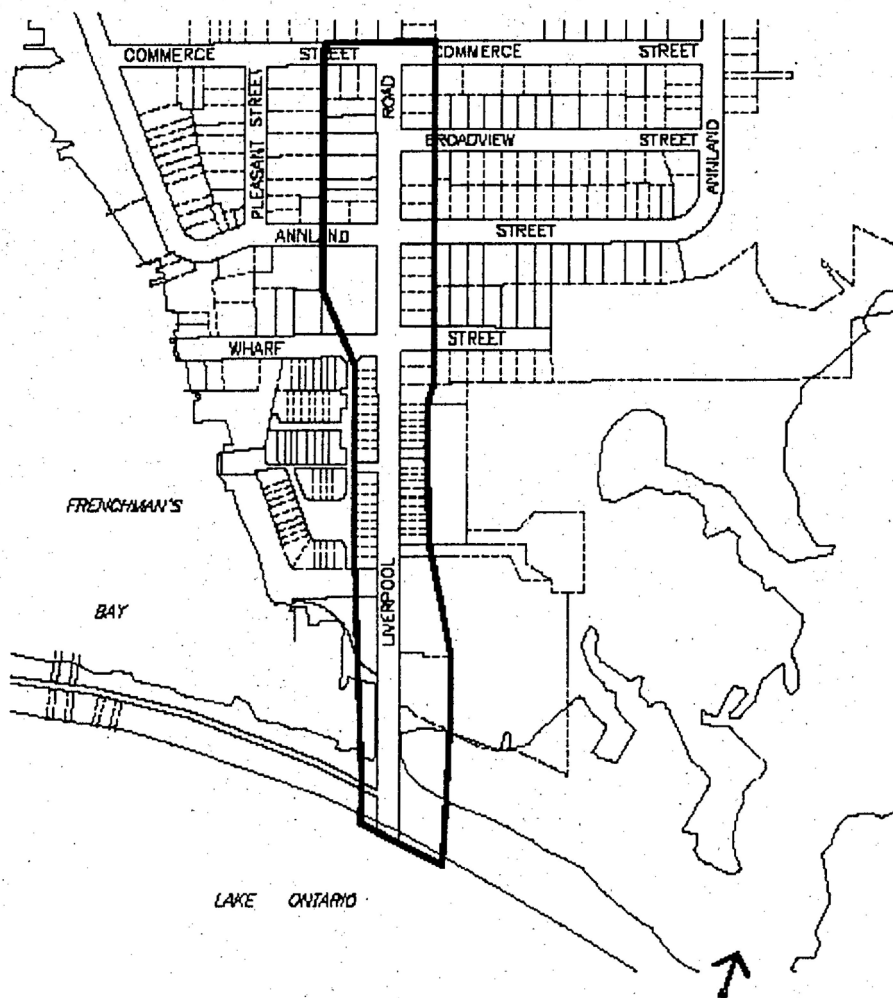 COMMERCE STREET COMMERCE STREET
PLEASANT STREET
ROAD
BROADVIEW STREET
ANNLAND
ANNLAND STREET
WHARF STREET
FRENCHMAN'S
BAY
LIVERPOOL
LAKE ONTARIO